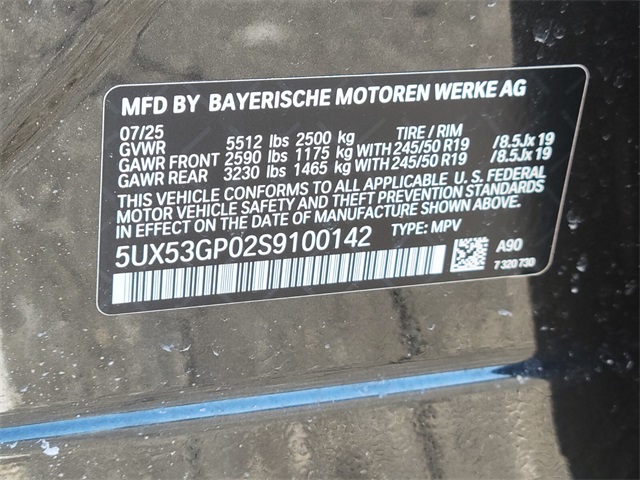 MFD BY BAYERISCHE MOTOREN WERKE AG
07/25
GVWR 5512 lbs 2500 kg TIRE / RIM
GAWR FRONT 2590 lbs 1175 kg WITH 245/50 R19 /8.5Jx19
GAWR REAR 3230 lbs 1465 kg WITH 245/50 R19 /8.5Jx19
THIS VEHICLE CONFORMS TO ALL APPLICABLE U. S. FEDERAL
MOTOR VEHICLE SAFETY AND THEFT PREVENTION STANDARDS
IN EFFECT ON THE DATE OF MANUFACTURE SHOWN ABOVE.
5UX53GP02S9100142 TYPE: MPV
A90
7 320 730